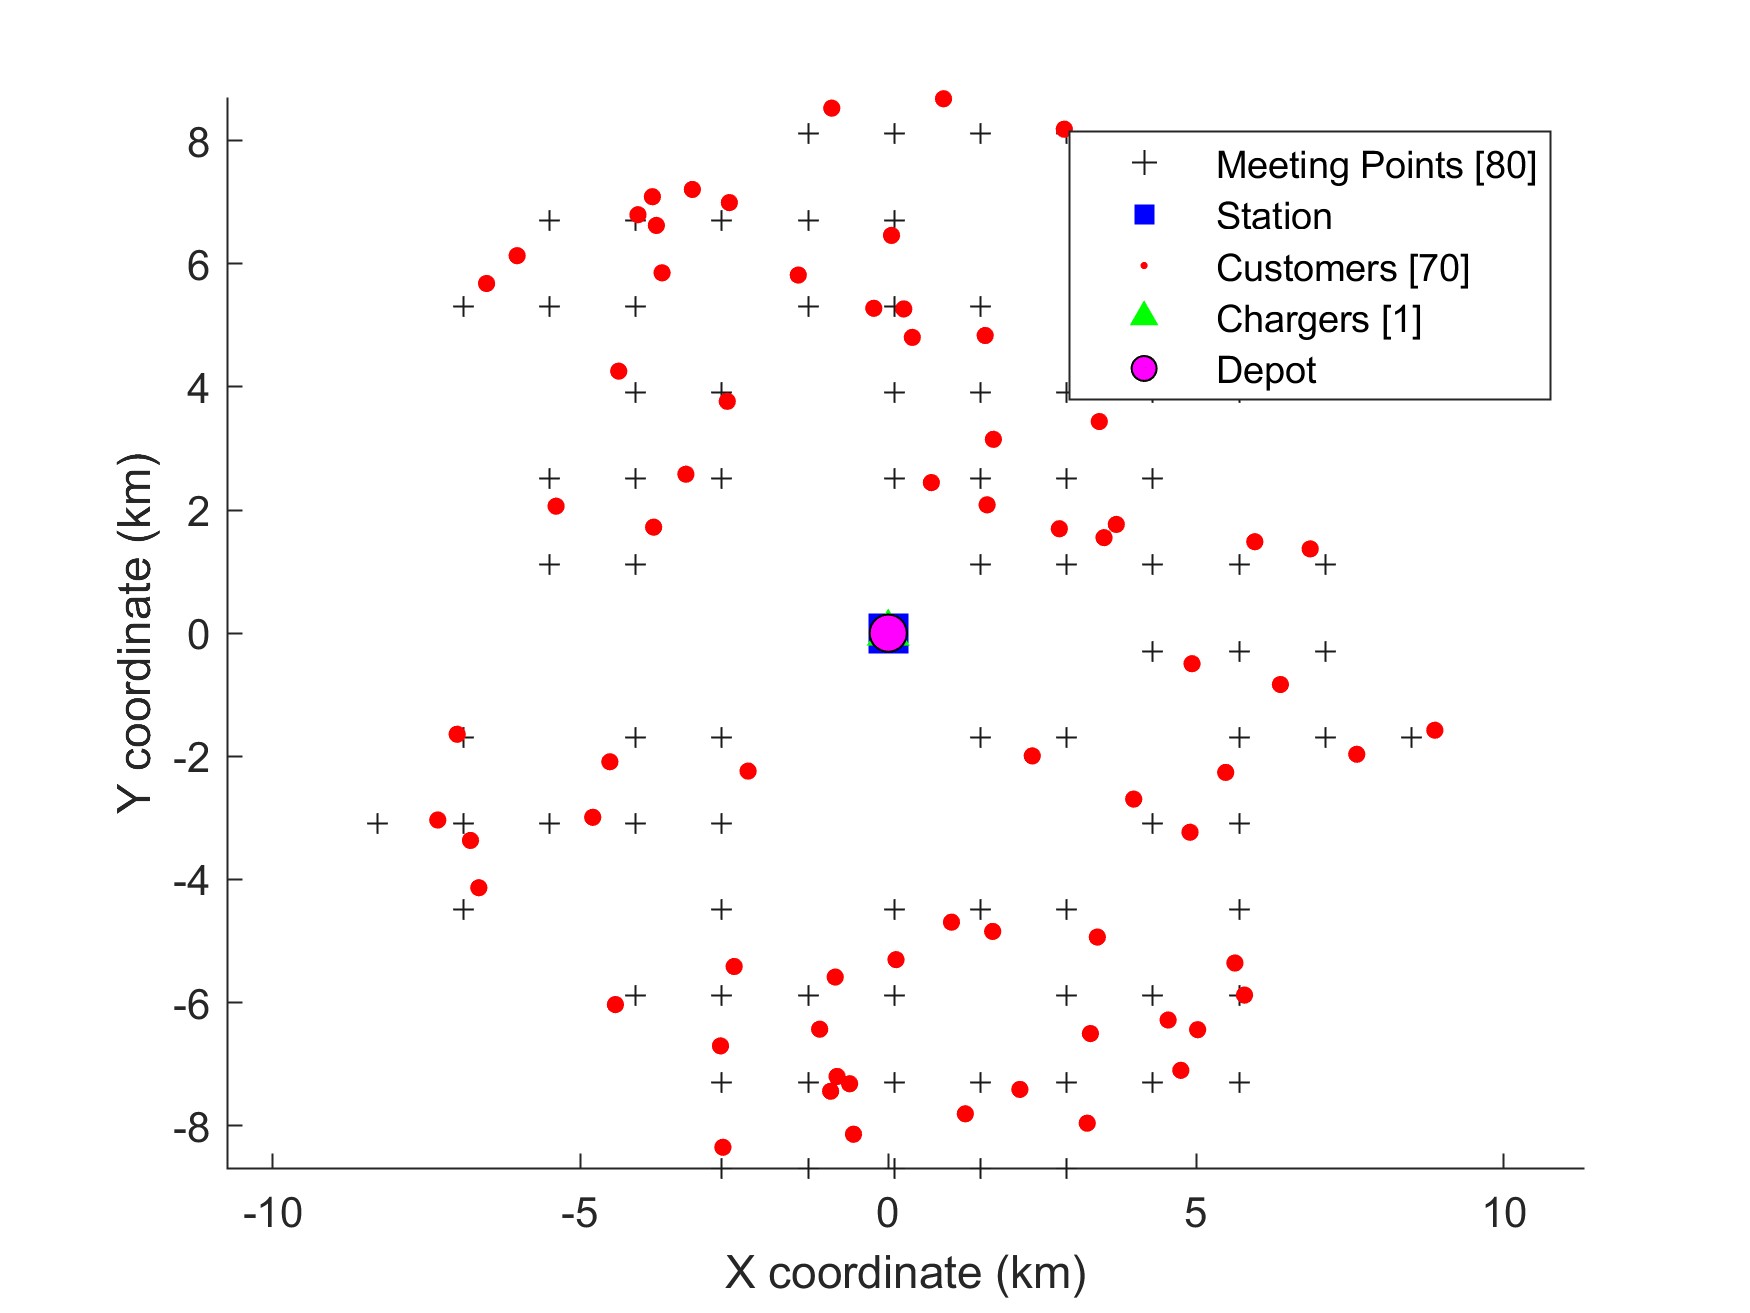 8
6
4
2
0
-2
-4
-6
-8
Y coordinate (km)
Meeting Points [80]
Station
Customers [70]
Chargers [1]
Depot
-10 -5 0 5 10
X coordinate (km)